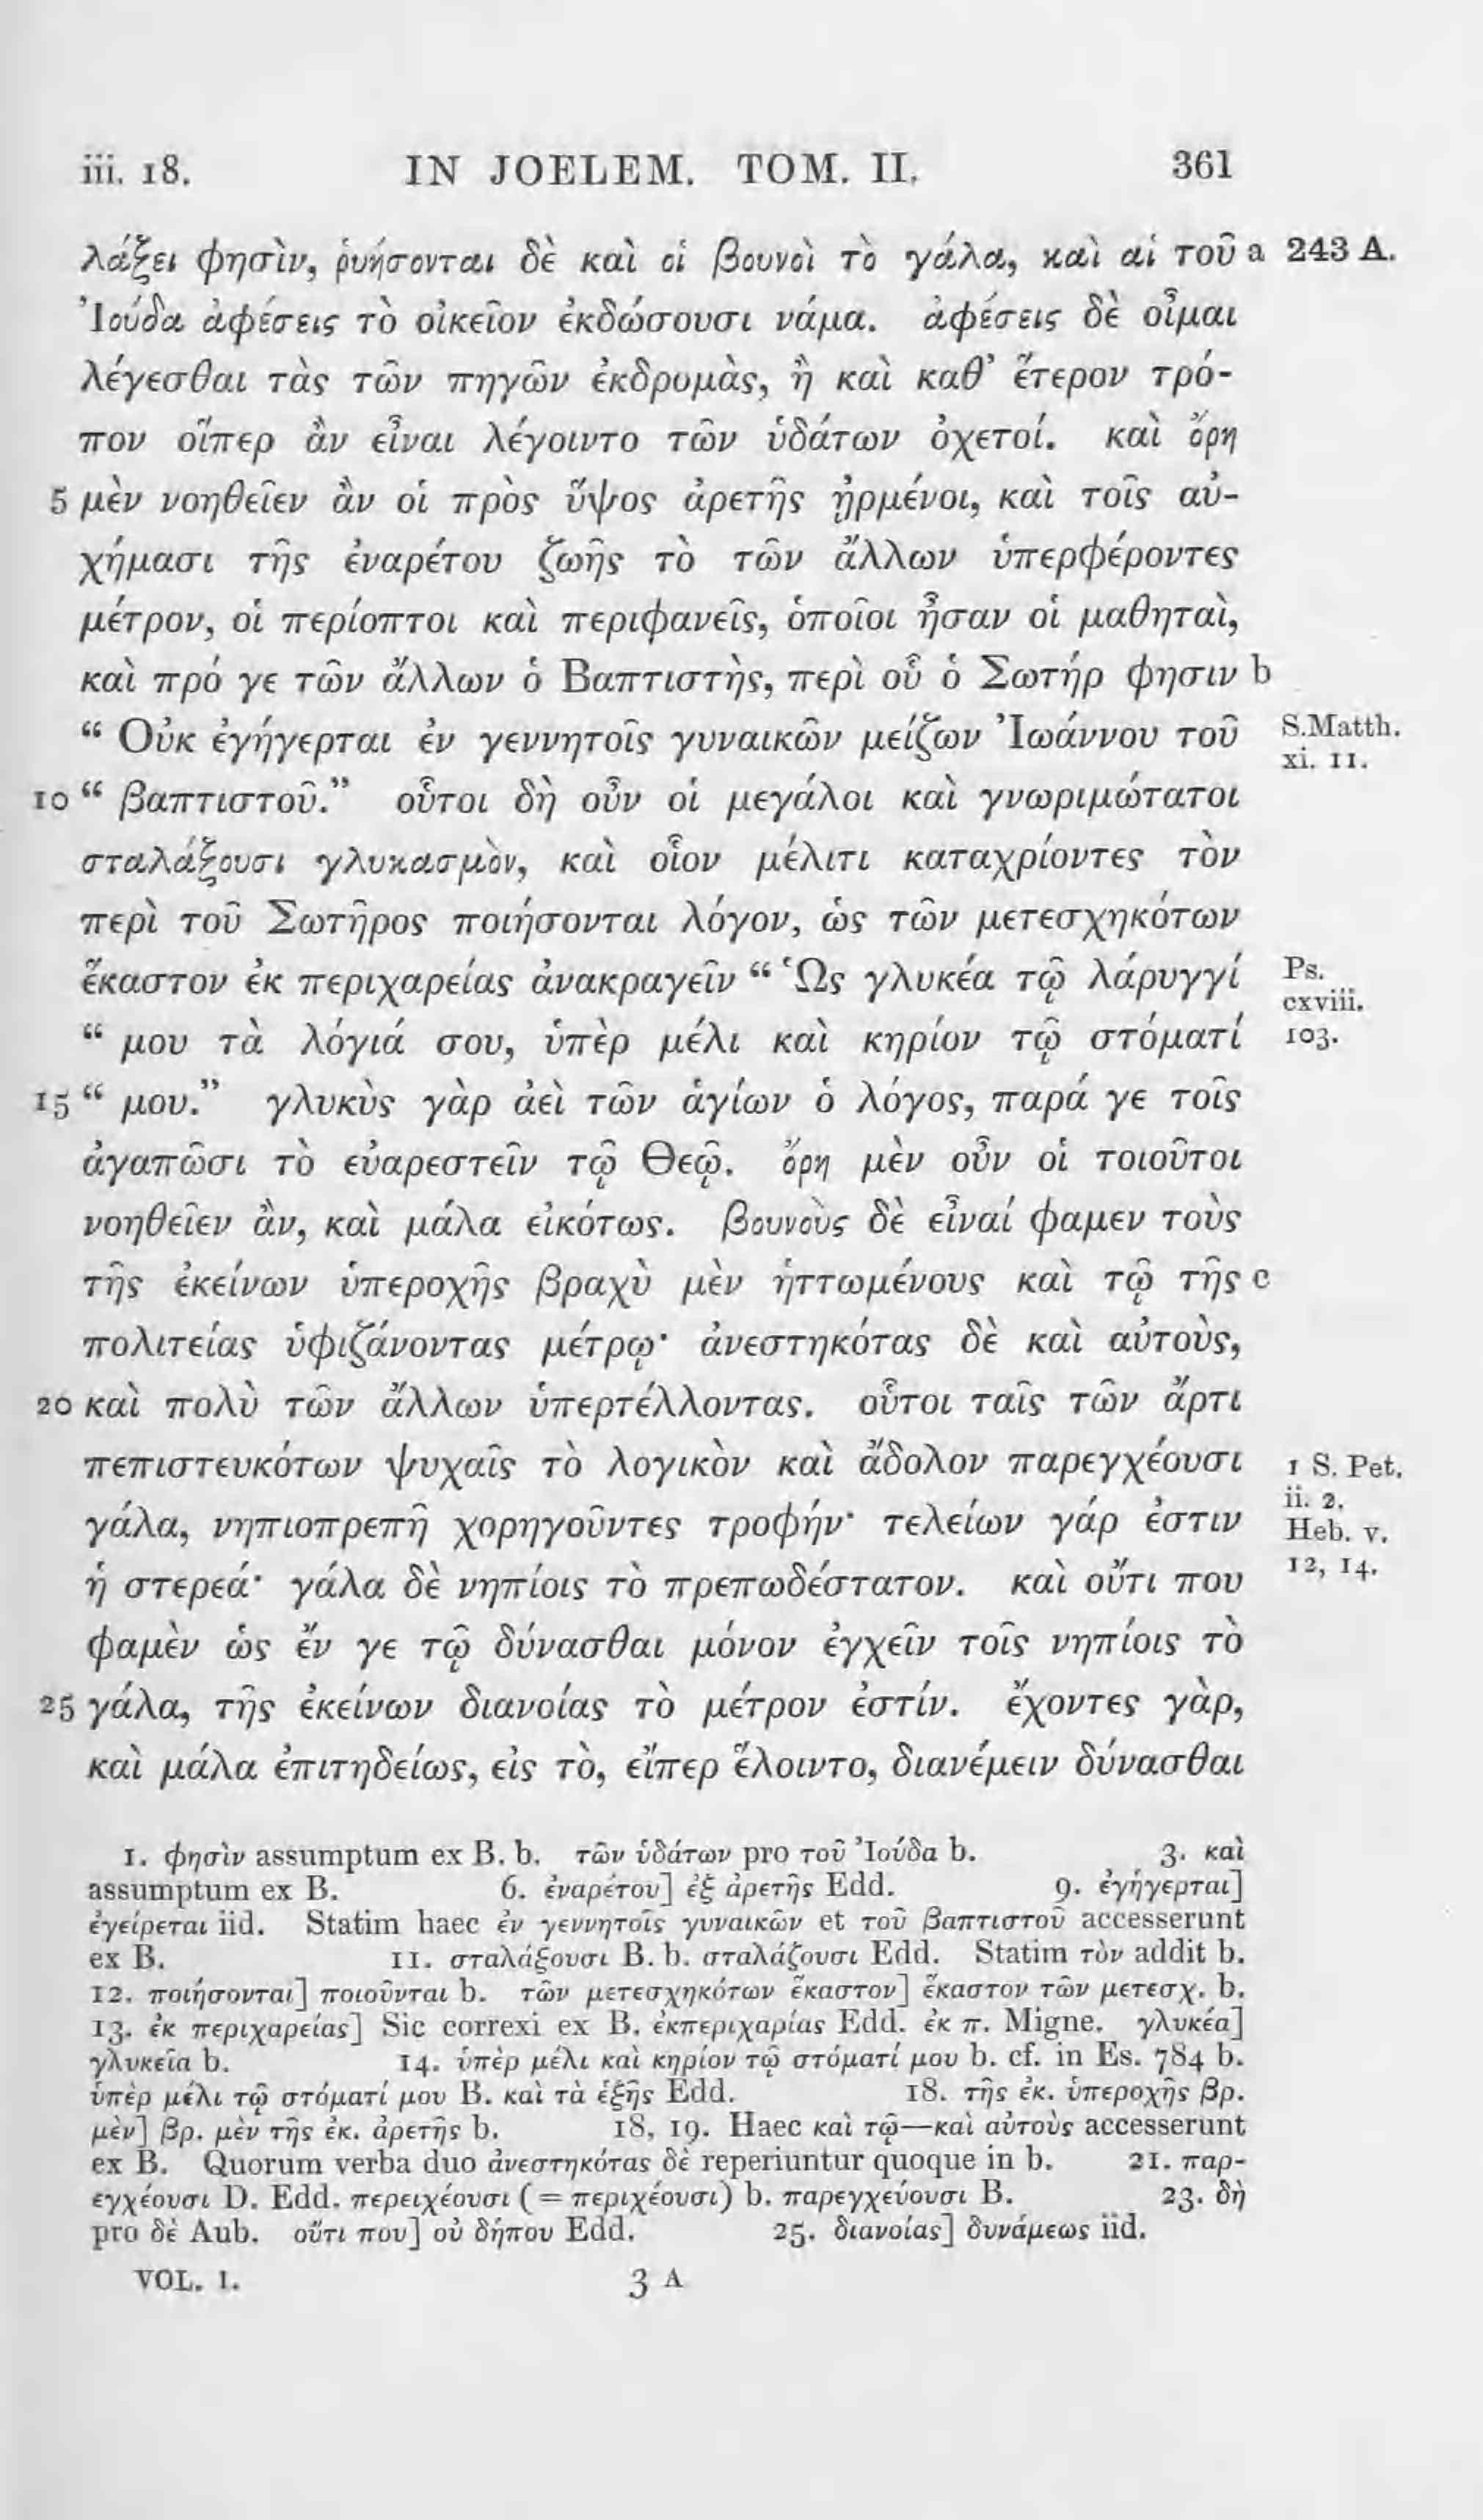 iii. 18. IN JOELEM. TOM. II. 361
λάξει φησὶν, ῥυήσονται δὲ καὶ οἱ βουνοὶ τὸ γάλα, καὶ αἱ τοῦ a 243 A.
Ἰούδα ἀφέσεις τὸ οἰκεῖον ἐκδώσουσι νάμα. ἀφέσεις δὲ οἶμαι
λέγεσθαι τὰς τῶν πηγῶν ἐκδρομὰς, ἢ καὶ καθ’ ἕτερον τρό-
πον οἵπερ ἂν εἶναι λέγοιντο τῶν ὑδάτων ὀχετοί. καὶ ὄρη
5 μὲν νοηθεῖεν ἂν οἱ πρὸς ὕψος ἀρετῆς ᾐρμένοι, καὶ τοῖς αὐ-
χήμασι τῆς ἐναρέτου ζωῆς τὸ τῶν ἄλλων ὑπερφέροντες
μέτρον, οἱ περίοπτοι καὶ περιφανεῖς, ὁποῖοι ἦσαν οἱ μαθηταὶ,
καὶ πρό γε τῶν ἄλλων ὁ Βαπτιστὴς, περὶ οὗ ὁ Σωτήρ φησιν b
“ Οὐκ ἐγήγερται ἐν γεννητοῖς γυναικῶν μείζων Ἰωάννου τοῦ S.Matth.
xi. 11.
10 “ βαπτιστοῦ.” οὗτοι δὴ οὖν οἱ μεγάλοι καὶ γνωριμώτατοι
σταλάξουσι γλυκασμὸν, καὶ οἷον μέλιτι καταχρίοντες τὸν
περὶ τοῦ Σωτῆρος ποιήσονται λόγον, ὡς τῶν μετεσχηκότων
ἕκαστον ἐκ περιχαρείας ἀνακραγεῖν “ Ὡς γλυκέα τῷ λάρυγγί Ps.
cxviii.
“ μου τὰ λόγιά σου, ὑπὲρ μέλι καὶ κηρίον τῷ στόματί 103.
15 “ μου.” γλυκὺς γὰρ ἀεὶ τῶν ἁγίων ὁ λόγος, παρά γε τοῖς
ἀγαπῶσι τὸ εὐαρεστεῖν τῷ Θεῷ. ὄρη μὲν οὖν οἱ τοιοῦτοι
νοηθεῖεν ἂν, καὶ μάλα εἰκότως. βουνοὺς δὲ εἶναί φαμεν τοὺς
τῆς ἐκείνων ὑπεροχῆς βραχὺ μὲν ἡττωμένους καὶ τῷ τῆς c
πολιτείας ὑφιζάνοντας μέτρῳ· ἀνεστηκότας δὲ καὶ αὐτοὺς,
20 καὶ πολὺ τῶν ἄλλων ὑπερτέλλοντας. οὗτοι ταῖς τῶν ἄρτι
πεπιστευκότων ψυχαῖς τὸ λογικὸν καὶ ἄδολον παρεγχέουσι 1 S. Pet.
ii. 2.
γάλα, νηπιοπρεπῆ χορηγοῦντες τροφήν· τελείων γάρ ἐστιν Heb. v.
12, 14.
ἡ στερεά· γάλα δὲ νηπίοις τὸ πρεπωδέστατον. καὶ οὔτι που
φαμὲν ὡς ἔν γε τῷ δύνασθαι μόνον ἐγχεῖν τοῖς νηπίοις τὸ
25 γάλα, τῆς ἐκείνων διανοίας τὸ μέτρον ἐστίν. ἔχοντες γὰρ,
καὶ μάλα ἐπιτηδείως, εἰς τὸ, εἴπερ ἕλοιντο, διανέμειν δύνασθαι
1. φησὶν assumptum ex B. b. τῶν ὑδάτων pro τοῦ Ἰούδα b. 3. καὶ
assumptum ex B. 6. ἐναρέτου] ἐξ ἀρετῆς Edd. 9. ἐγήγερται]
ἐγείρεται iid. Statim haec ἐν γεννητοῖς γυναικῶν et τοῦ βαπτιστοῦ accesserunt
ex B. 11. σταλάξουσι B. b. σταλάζουσι Edd. Statim τὸν addit b.
12. ποιήσονται] ποιοῦνται b. τῶν μετεσχηκότων ἕκαστον] ἕκαστον τῶν μετεσχ. b.
13. ἐκ περιχαρείας] Sic correxi ex B. ἐκπεριχαρίας Edd. ἐκ π. Migne. γλυκέα]
γλυκεῖα b. 14. ὑπὲρ μέλι καὶ κηρίον τῷ στόματί μου b. cf. in Es. 784 b.
ὑπὲρ μέλι τῷ στόματί μου B. καὶ τὰ ἑξῆς Edd. 18. τῆς ἐκ. ὑπεροχῆς βρ.
μὲν] βρ. μὲν τῆς ἐκ. ἀρετῆς b. 18, 19. Haec καὶ τῷ—καὶ αὐτοὺς accesserunt
ex B. Quorum verba duo ἀνεστηκότας δὲ reperiuntur quoque in b. 21. παρ-
εγχέουσι D. Edd. περειχέουσι ( = περιχέουσι) b. παρεγχεύουσι B. 23. δὴ
pro δὲ Aub. οὔτι που] οὐ δήπου Edd. 25. διανοίας] δυνάμεως iid.
VOL. I. 3 A